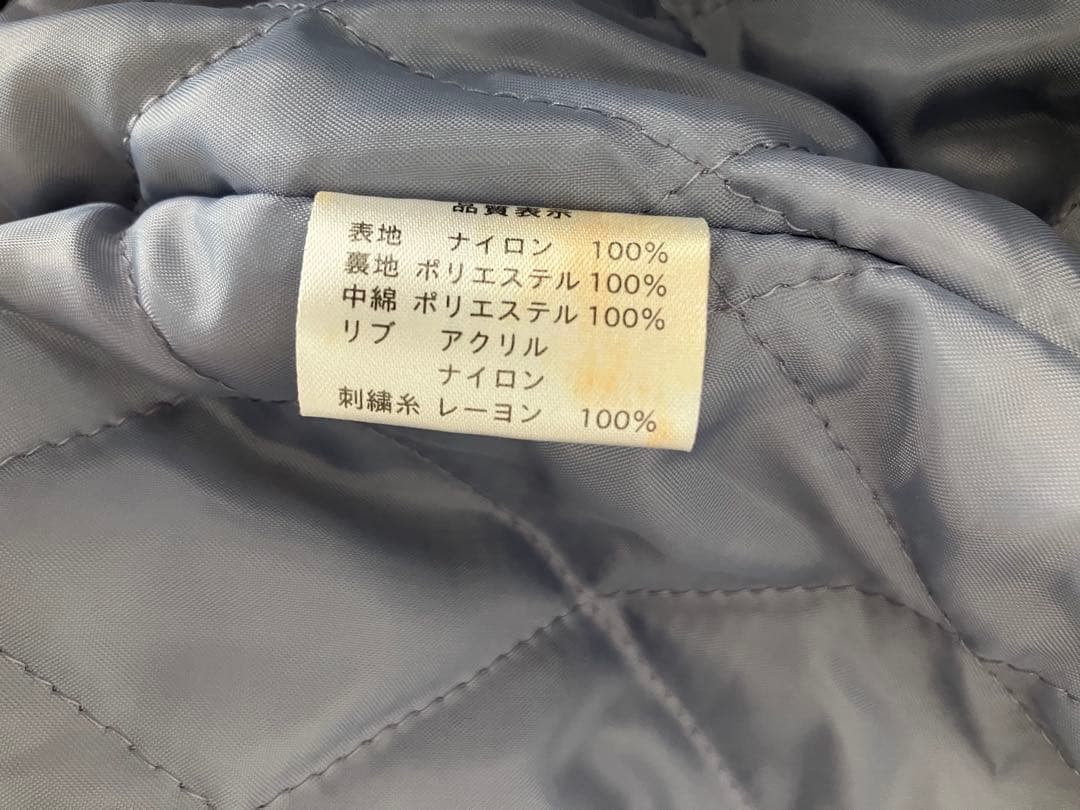 品質表示
表地 ナイロン 100%
裏地 ポリエステル 100%
中綿 ポリエステル 100%
リブ アクリル
ナイロン
刺繍糸 レーヨン 100%